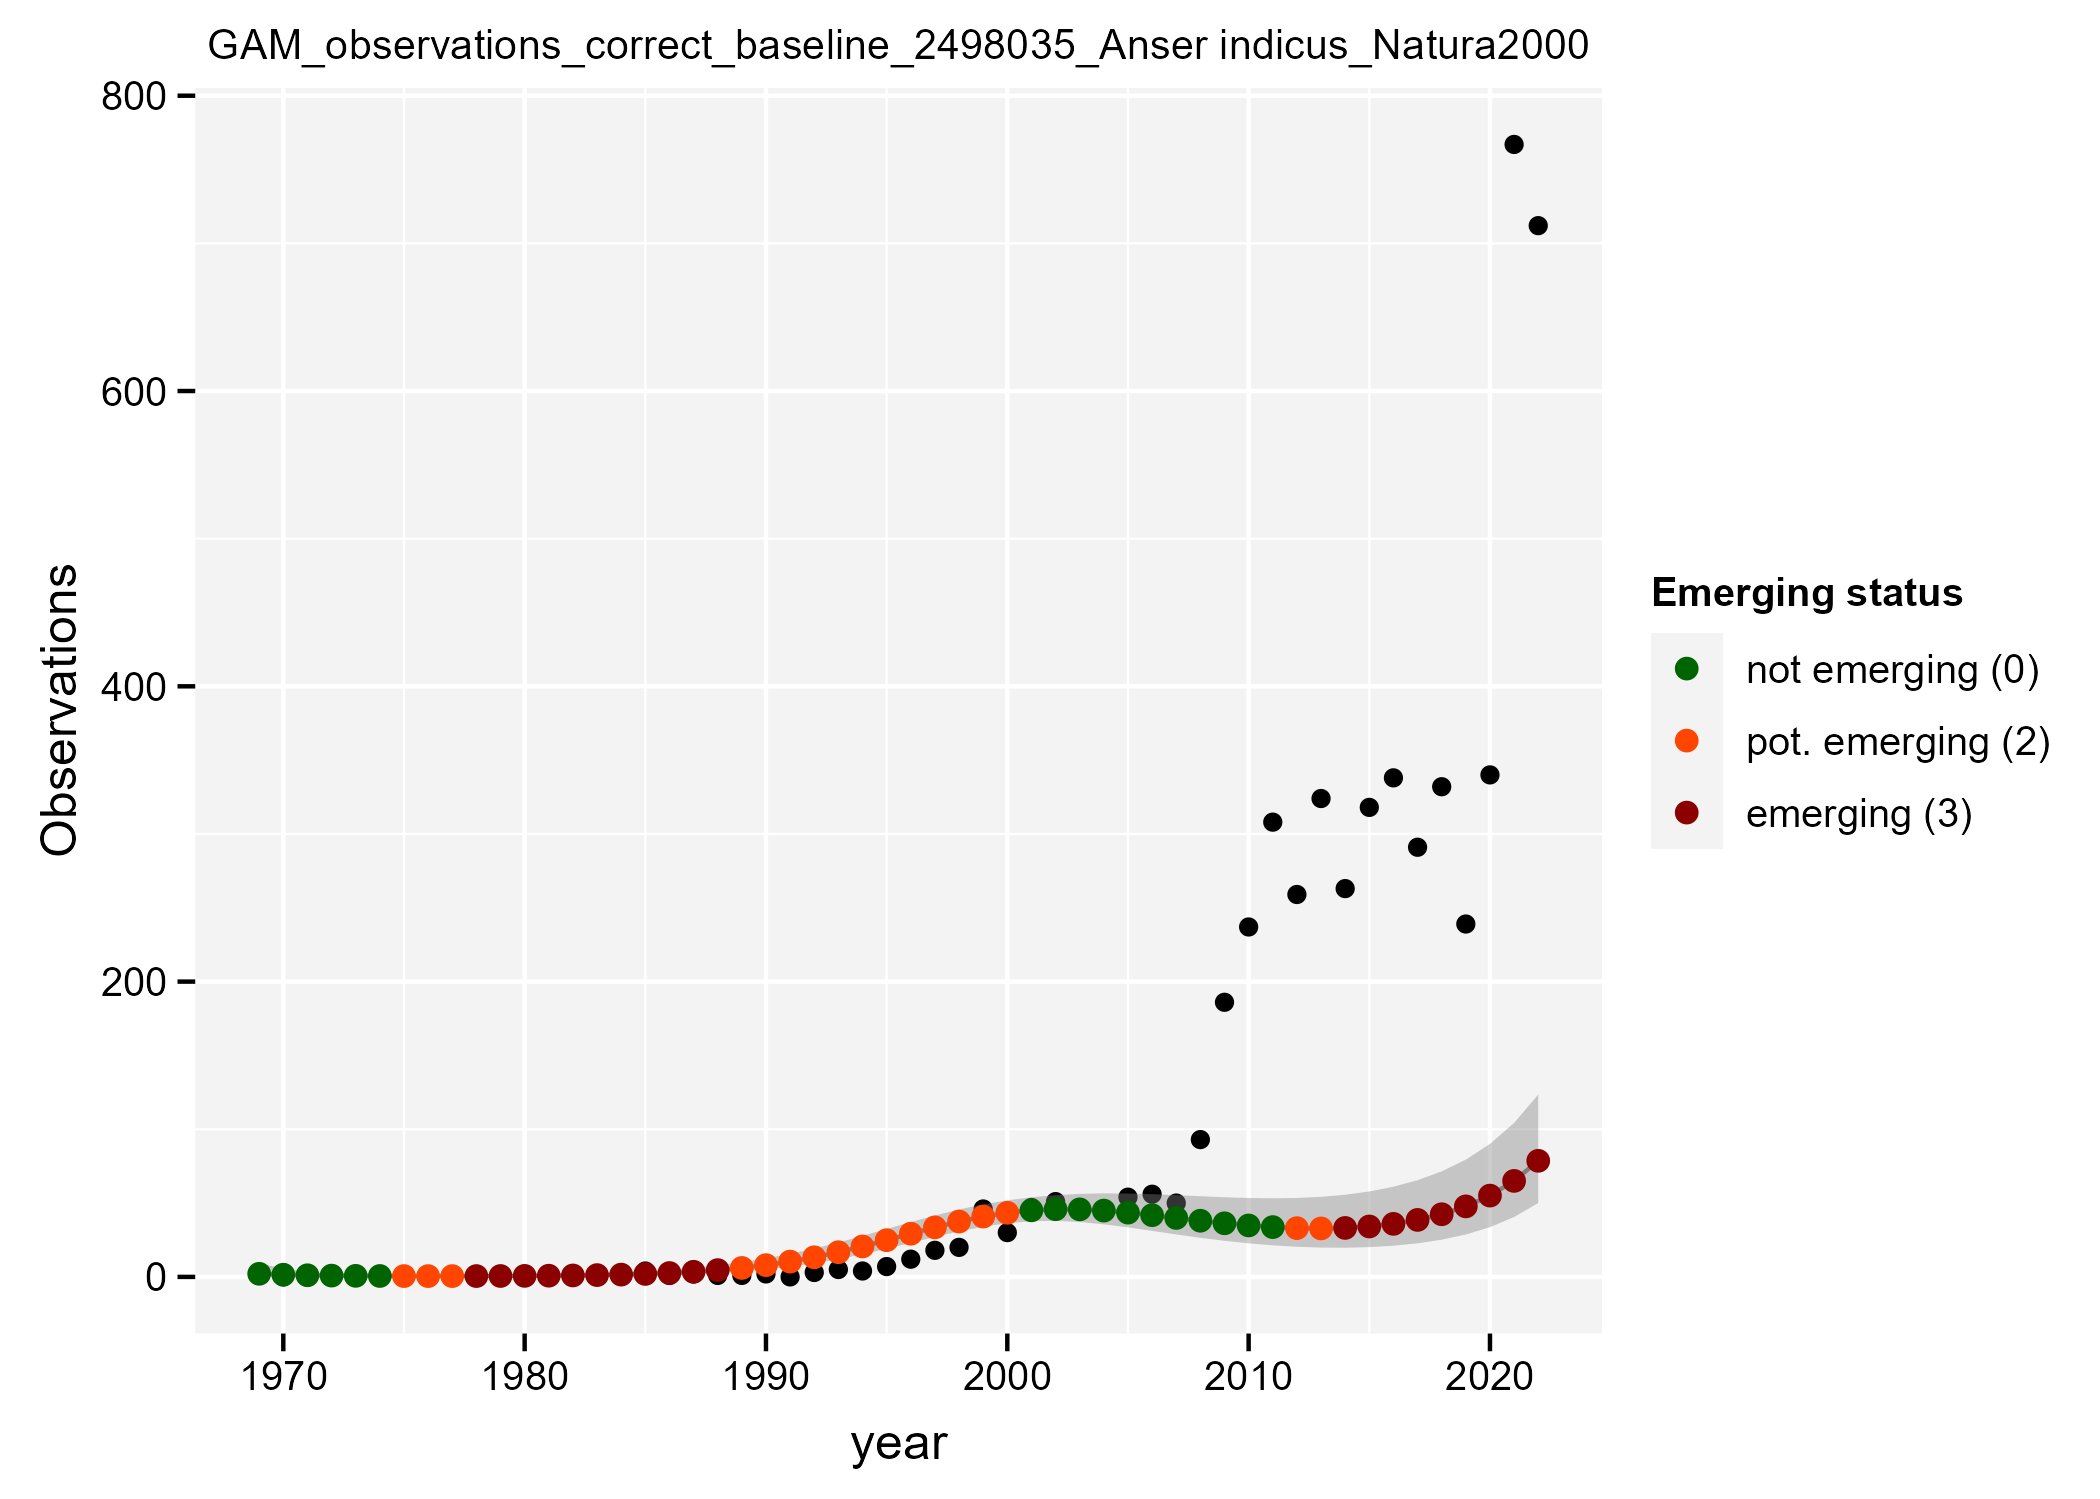 GAM_observations_correct_baseline_2498035_Anser indicus_Natura2000
800
600
400
200
0
Observations
1970 1980 1990 2000 2010 2020
year
Emerging status
not emerging (0)
pot. emerging (2)
emerging (3)